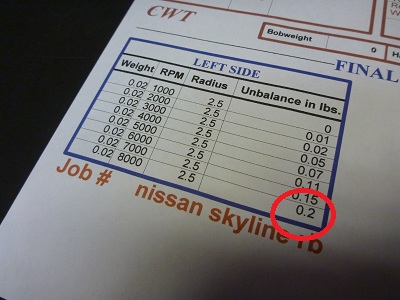 CWT
Bobweight 0
FINAL
LEFT SIDE
Weight RPM Radius Unbalance in lbs.
0.02 1000 2.5 0
0.02 2000 2.5 0.01
0.02 3000 2.5 0.02
0.02 4000 2.5 0.05
0.02 5000 2.5 0.07
0.02 6000 2.5 0.11
0.02 7000 2.5 0.15
0.02 8000 2.5 0.2
Job # nissan skyline rb